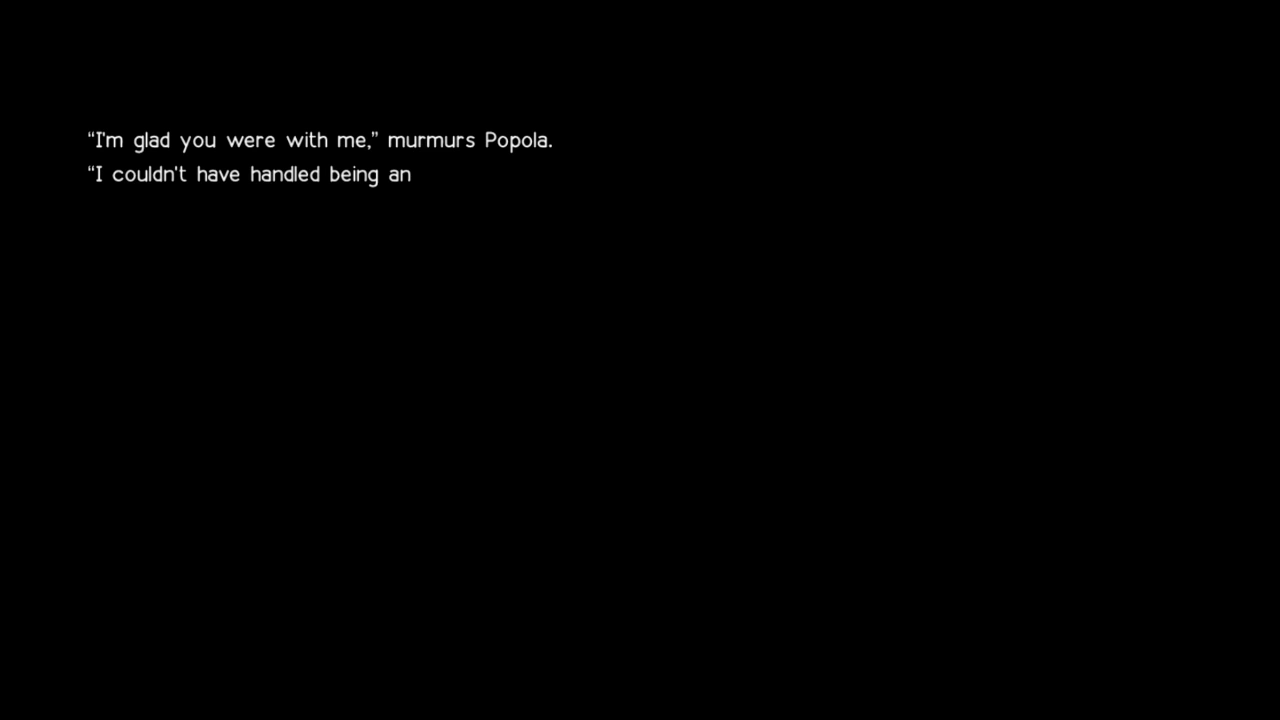 “I'm glad you were with me,” murmurs Popola.
“I couldn't have handled being an